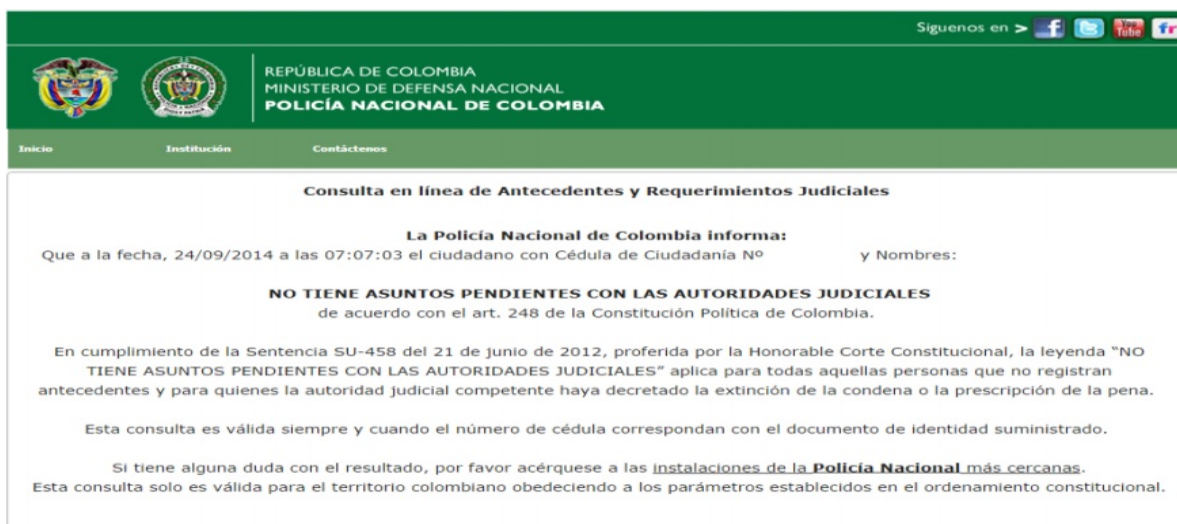 Siguenos en > f You Tube fr
REPÚBLICA DE COLOMBIA
MINISTERIO DE DEFENSA NACIONAL
POLICÍA NACIONAL DE COLOMBIA
Inicio Institución Contáctenos
Consulta en línea de Antecedentes y Requerimientos Judiciales
La Policía Nacional de Colombia informa:
Que a la fecha, 24/09/2014 a las 07:07:03 el ciudadano con Cédula de Ciudadanía Nº y Nombres:
NO TIENE ASUNTOS PENDIENTES CON LAS AUTORIDADES JUDICIALES
de acuerdo con el art. 248 de la Constitución Política de Colombia.
En cumplimiento de la Sentencia SU-458 del 21 de junio de 2012, proferida por la Honorable Corte Constitucional, la leyenda “NO
TIENE ASUNTOS PENDIENTES CON LAS AUTORIDADES JUDICIALES” aplica para todas aquellas personas que no registran
antecedentes y para quienes la autoridad judicial competente haya decretado la extinción de la condena o la prescripción de la pena.
Esta consulta es válida siempre y cuando el número de cédula correspondan con el documento de identidad suministrado.
Si tiene alguna duda con el resultado, por favor acérquese a las instalaciones de la Policía Nacional más cercanas.
Esta consulta solo es válida para el territorio colombiano obedeciendo a los parámetros establecidos en el ordenamiento constitucional.